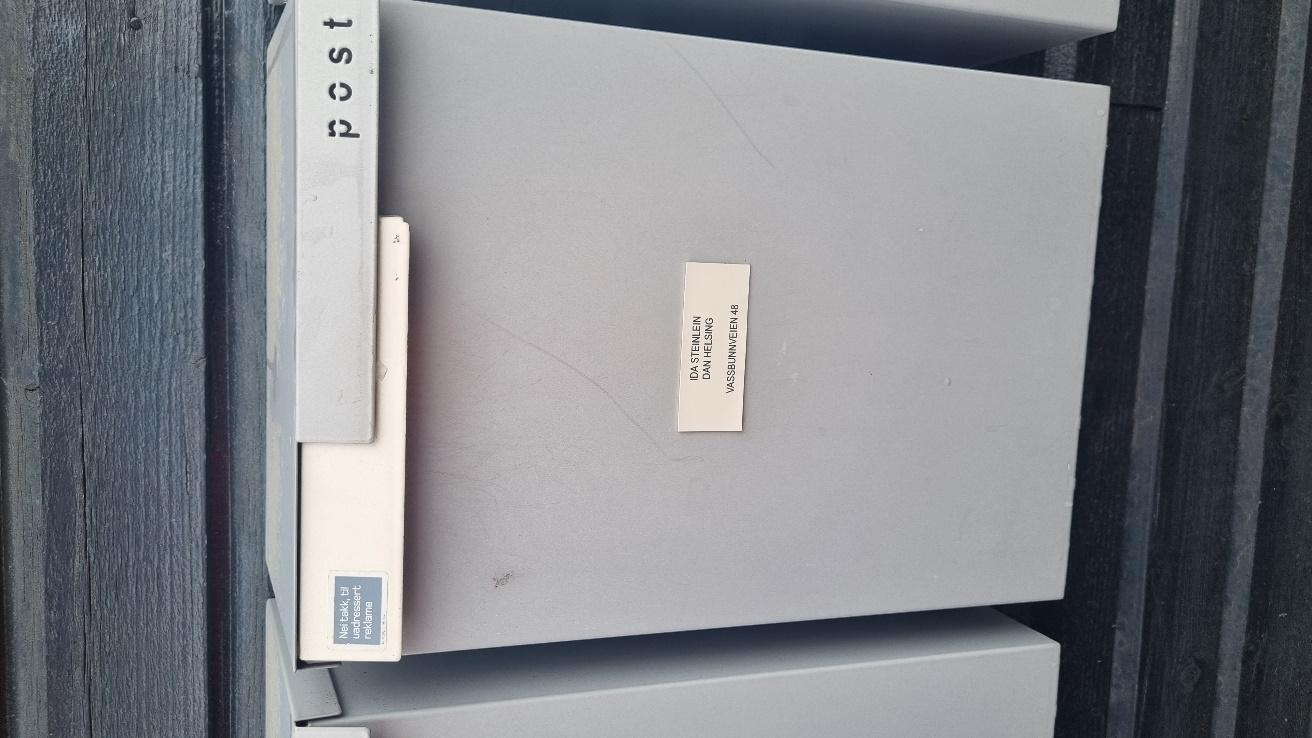 post
Nei takk, til
uadressert
reklame
IDA STEINLEIN
DAN HELSING
VASSBUNNVEIEN 48